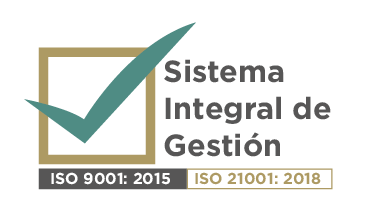 Sistema
Integral de
Gestión
ISO 9001: 2015 ISO 21001: 2018